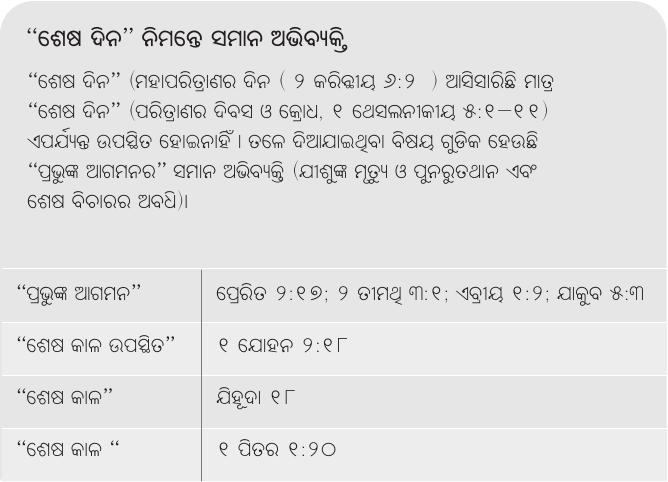 “ଶେଷ ଦିନ” ନିମନ୍ତେ ସମାନ ଅଭିବ୍ୟକ୍ତି
“ଶେଷ ଦିନ” (ମହାପରିତ୍ରାଣର ଦିନ ( ୨ କରିନ୍ଥୀୟ ୬:୨ ) ଆସିସାରିଛି ମାତ୍ର
“ଶେଷ ଦିନ” (ପରିତ୍ରାଣର ଦିବସ ଓ କ୍ରୋଧ, ୧ ଥେସଲନୀକୀୟ ୫:୧–୧୧)
ଏପର୍ଯ୍ୟନ୍ତ ଉପସ୍ଥିତ ହୋଇନାହିଁ । ତଳେ ଦିଆଯାଇଥିବା ବିଷୟ ଗୁଡିକ ହେଉଛି
“ପ୍ରଭୁଙ୍କ ଆଗମନର” ସମାନ ଅଭିବ୍ୟକ୍ତି (ଯୀଶୁଙ୍କ ମୃତ୍ୟୁ ଓ ପୁନରୁତଥାନ ଏବଂ
ଶେଷ ବିଚାରର ଅବଧି)।
“ପ୍ରଭୁଙ୍କ ଆଗମନ” ପ୍ରେରିତ ୨:୧୭; ୨ ତୀମଥି ୩:୧; ଏବ୍ରୀୟ ୧:୨; ଯାକୁବ ୫:୩
“ଶେଷ କାଳ ଉପସ୍ଥିତ” ୧ ଯୋହନ ୨:୧୮
“ଶେଷ କାଳ” ଯିହୂଦା ୧୮
“ଶେଷ କାଳ “ ୧ ପିତର ୧:୨୦